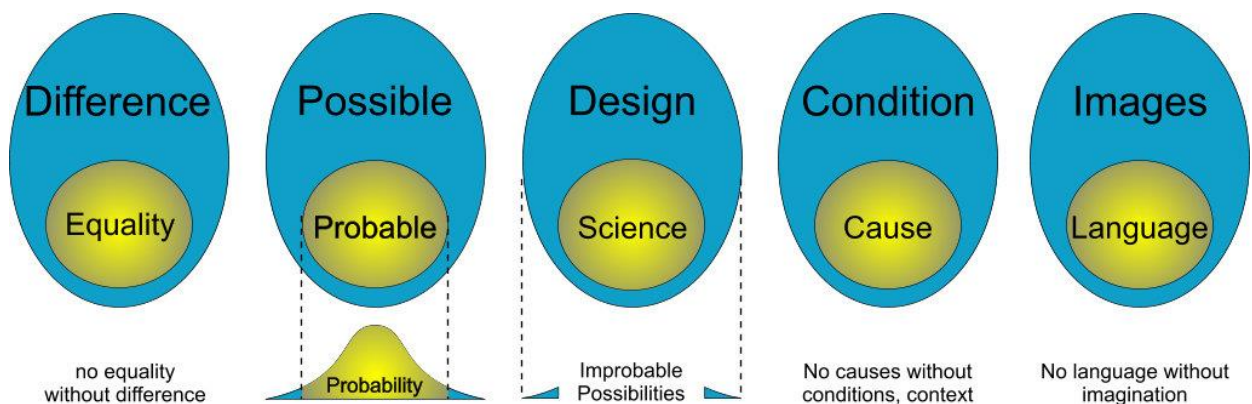 Difference
Possible
Design
Condition
Images
Equality
Probable
Science
Cause
Language
no equality
without difference
Probability
Improbable
Possibilities
No causes without
conditions, context
No language without
imagination